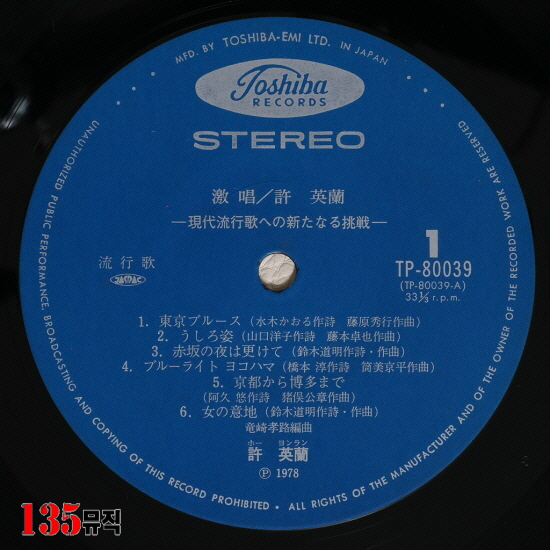 MFD. BY TOSHIBA-EMI LTD. IN JAPAN
Toshiba
RECORDS
STEREO
激唱／許 英蘭
—現代流行歌への新たなる挑戦—
1
流行歌
JASRAC
TP-80039
(TP-80039-A)
33⅓ r.p.m.
1. 東京ブルース（水木かおる作詩 藤原秀行作曲）
2. うしろ姿（山口洋子作詩 藤本卓也作曲）
3. 赤坂の夜は更けて（鈴木道明作詩・作曲）
4. ブルーライト ヨコハマ（橋本 淳作詩 筒美京平作曲）
5. 京都から博多まで
（阿久 悠作詩 猪俣公章作曲）
6. 女の意地（鈴木道明作詩・作曲）
竜崎孝路編曲
ホー ヨンラン
許 英蘭
Ⓟ 1978
UNAUTHORIZED PUBLIC PERFORMANCE, BROADCASTING AND COPYING OF THIS RECORD PROHIBITED • ALL RIGHTS OF THE MANUFACTURER AND OF THE OWNER OF THE RECORDED WORK ARE RESERVED
135뮤직